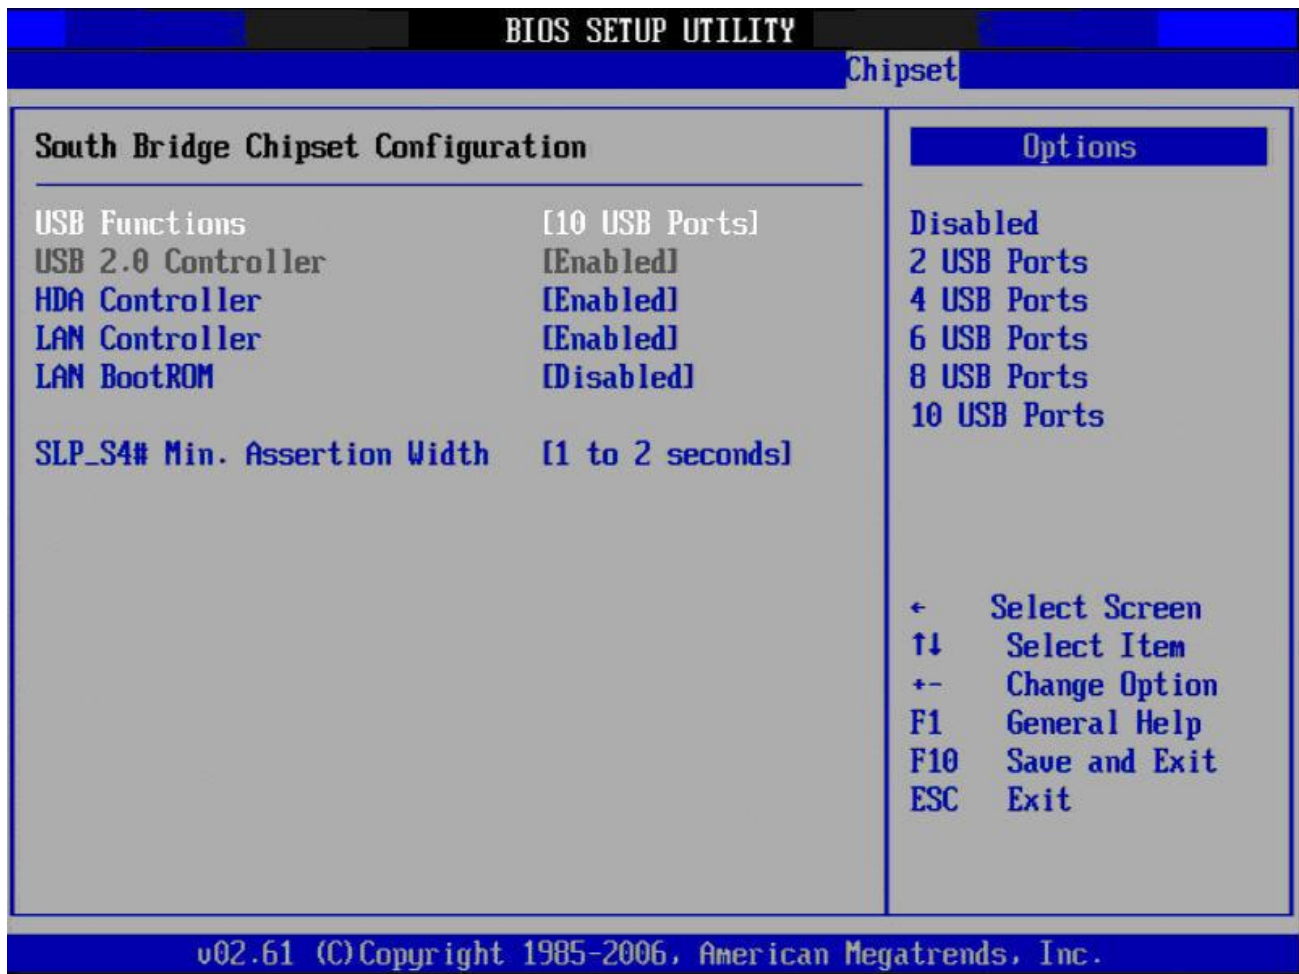 BIOS SETUP UTILITY
Chipset
South Bridge Chipset Configuration
USB Functions [10 USB Ports]
USB 2.0 Controller [Enabled]
HDA Controller [Enabled]
LAN Controller [Enabled]
LAN BootROM [Disabled]
SLP_S4# Min. Assertion Width [1 to 2 seconds]
Options
Disabled
2 USB Ports
4 USB Ports
6 USB Ports
8 USB Ports
10 USB Ports
← Select Screen
↑↓ Select Item
+- Change Option
F1 General Help
F10 Save and Exit
ESC Exit
v02.61 (C)Copyright 1985-2006, American Megatrends, Inc.